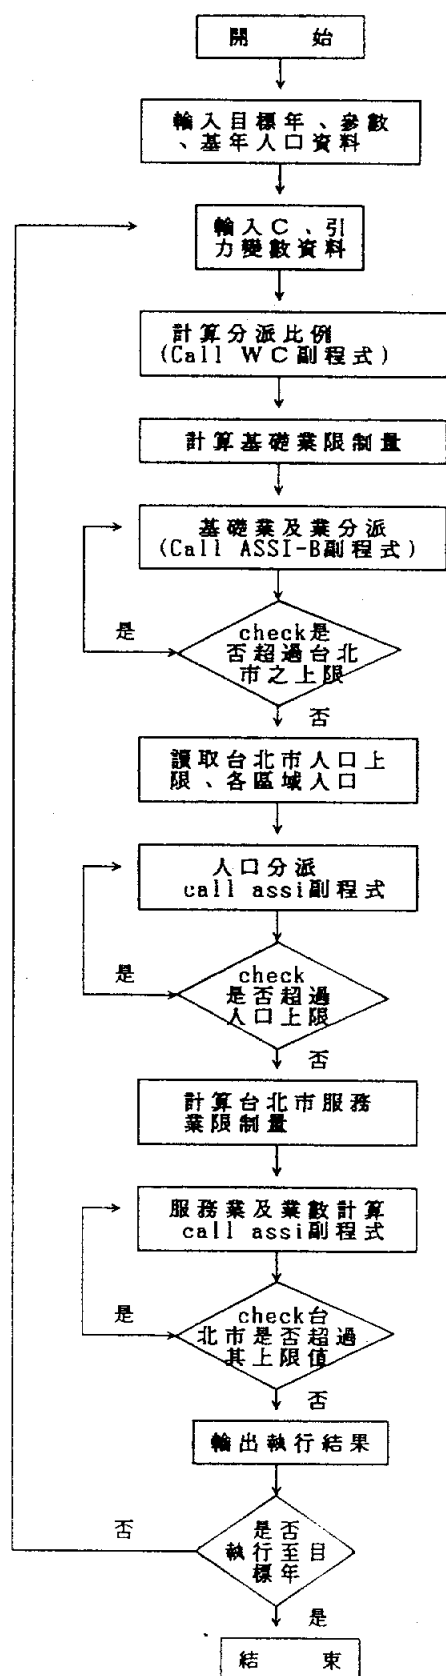 開 始
輸入目標年、參數
、基年人口資料
輸入C、引
力變數資料
計算分派比例
(Call WC副程式)
計算基礎業限制量
基礎業及業分派
(Call ASSI-B副程式)
是
check是
否超過台北
市之上限
否
讀取台北市人口上
限、各區域人口
人口分派
call assi副程式
是
check
是否超過
人口上限
否
計算台北市服務
業限制量
服務業及業數計算
call assi副程式
是
check台
北市是否超過
其上限值
否
輸出執行結果
否
是否
執行至目
標年
是
結 束